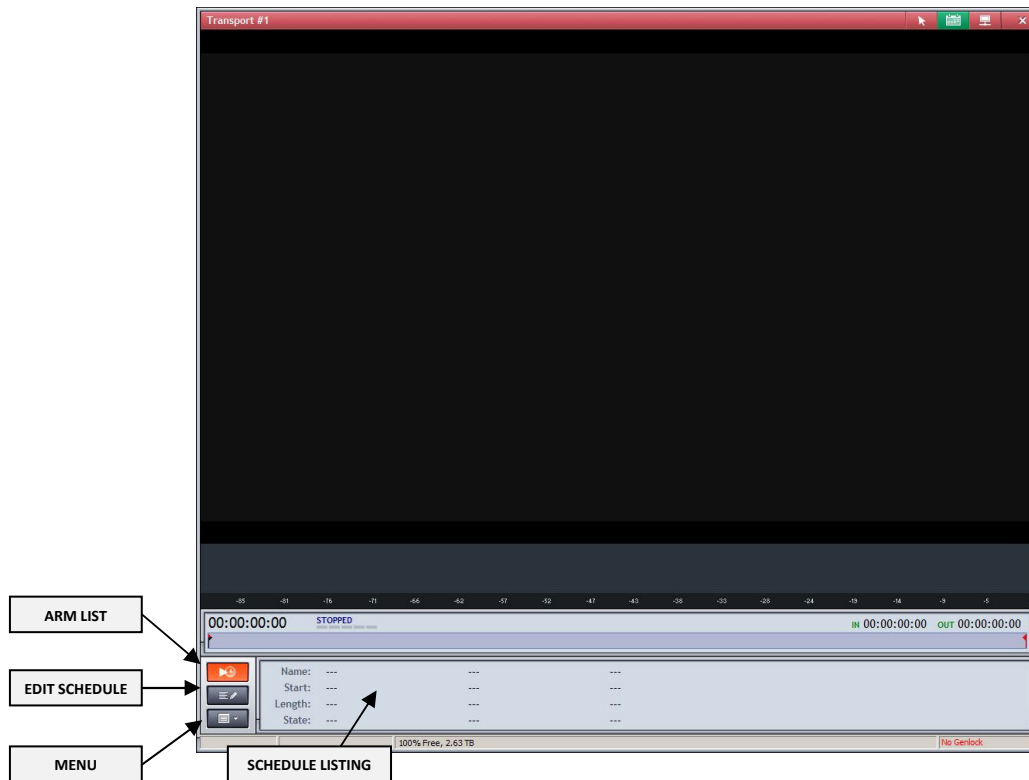 Transport #1
-85 -81 -76 -71 -66 -62 -57 -52 -47 -43 -38 -33 -28 -24 -19 -14 -9 -5
00:00:00:00 STOPPED IN 00:00:00:00 OUT 00:00:00:00
ARM LIST
EDIT SCHEDULE
MENU
Name: --- --- ---
Start: --- --- ---
Length: --- --- ---
State: --- --- ---
100% Free, 2.63 TB No Genlock
SCHEDULE LISTING